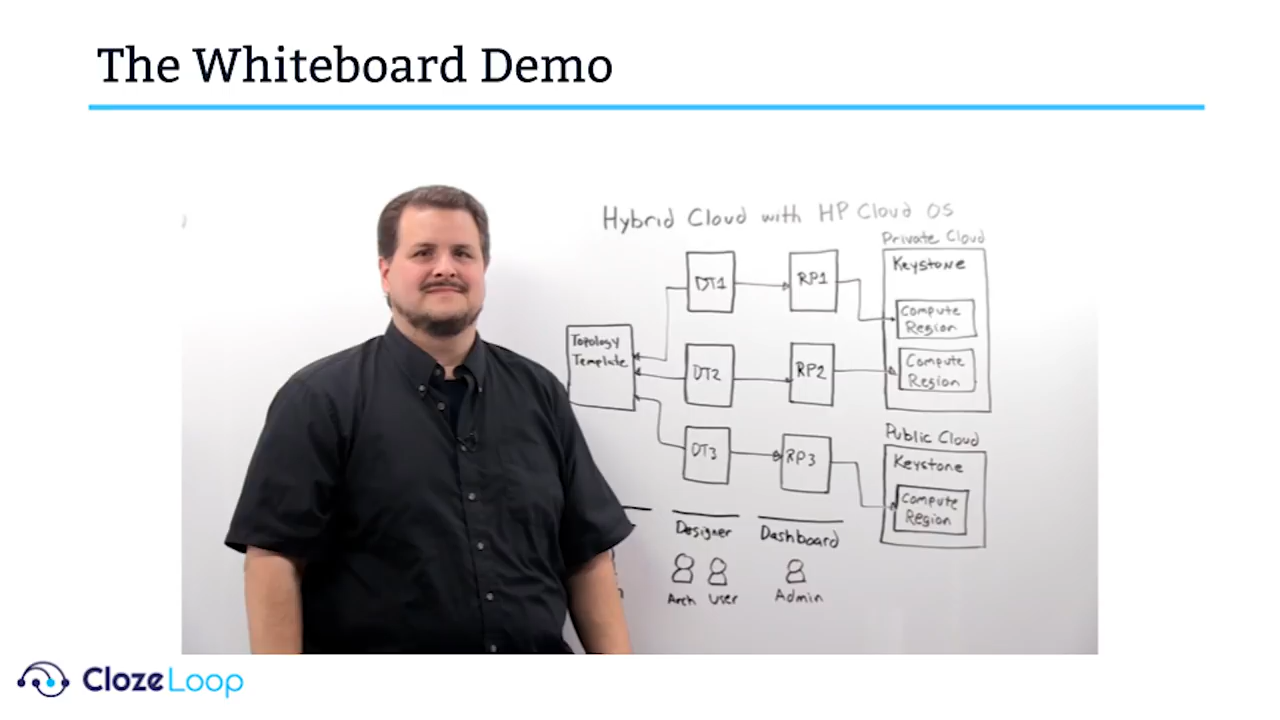 The Whiteboard Demo
Hybrid Cloud with HP Cloud OS
Private Cloud
Keystone
DT1
RP1
Compute
Region
Topology
Template
DT2
RP2
Compute
Region
Public Cloud
DT3
RP3
Keystone
Compute
Region
Designer
Dashboard
Arch
User
Admin
ClozeLoop